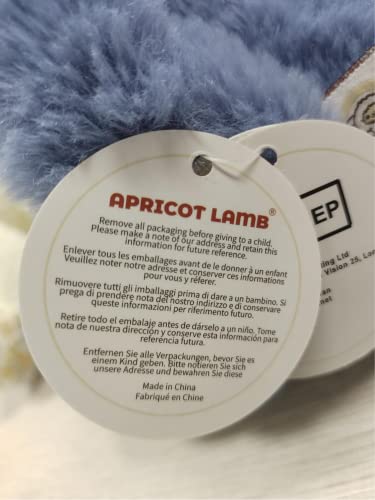 APRICOT LAMB®
Remove all packaging before giving to a child.
Please make a note of our address and retain this
information for future reference.
Enlever tous les emballages avant de le donner à un enfant
Veuillez noter notre adresse et conserver ces informations
pour vous y référer.
Rimuovere tutti gli imballaggi prima di dare a un bambino. Si
prega di prendere nota del nostro indirizzo e di conservare
queste informazioni per riferimento futuro.
Retire todo el embalaje antes de dárselo a un niño. Tome
nota de nuestra dirección y conserve esta información para
referencia futura.
Entfernen Sie alle Verpackungen, bevor Sie es
einem Kind geben. Bitte notieren Sie sich
unsere Adresse und bewahren Sie diese
Made in China
Fabriqué en Chine
EP
Ltd
Vision 25,